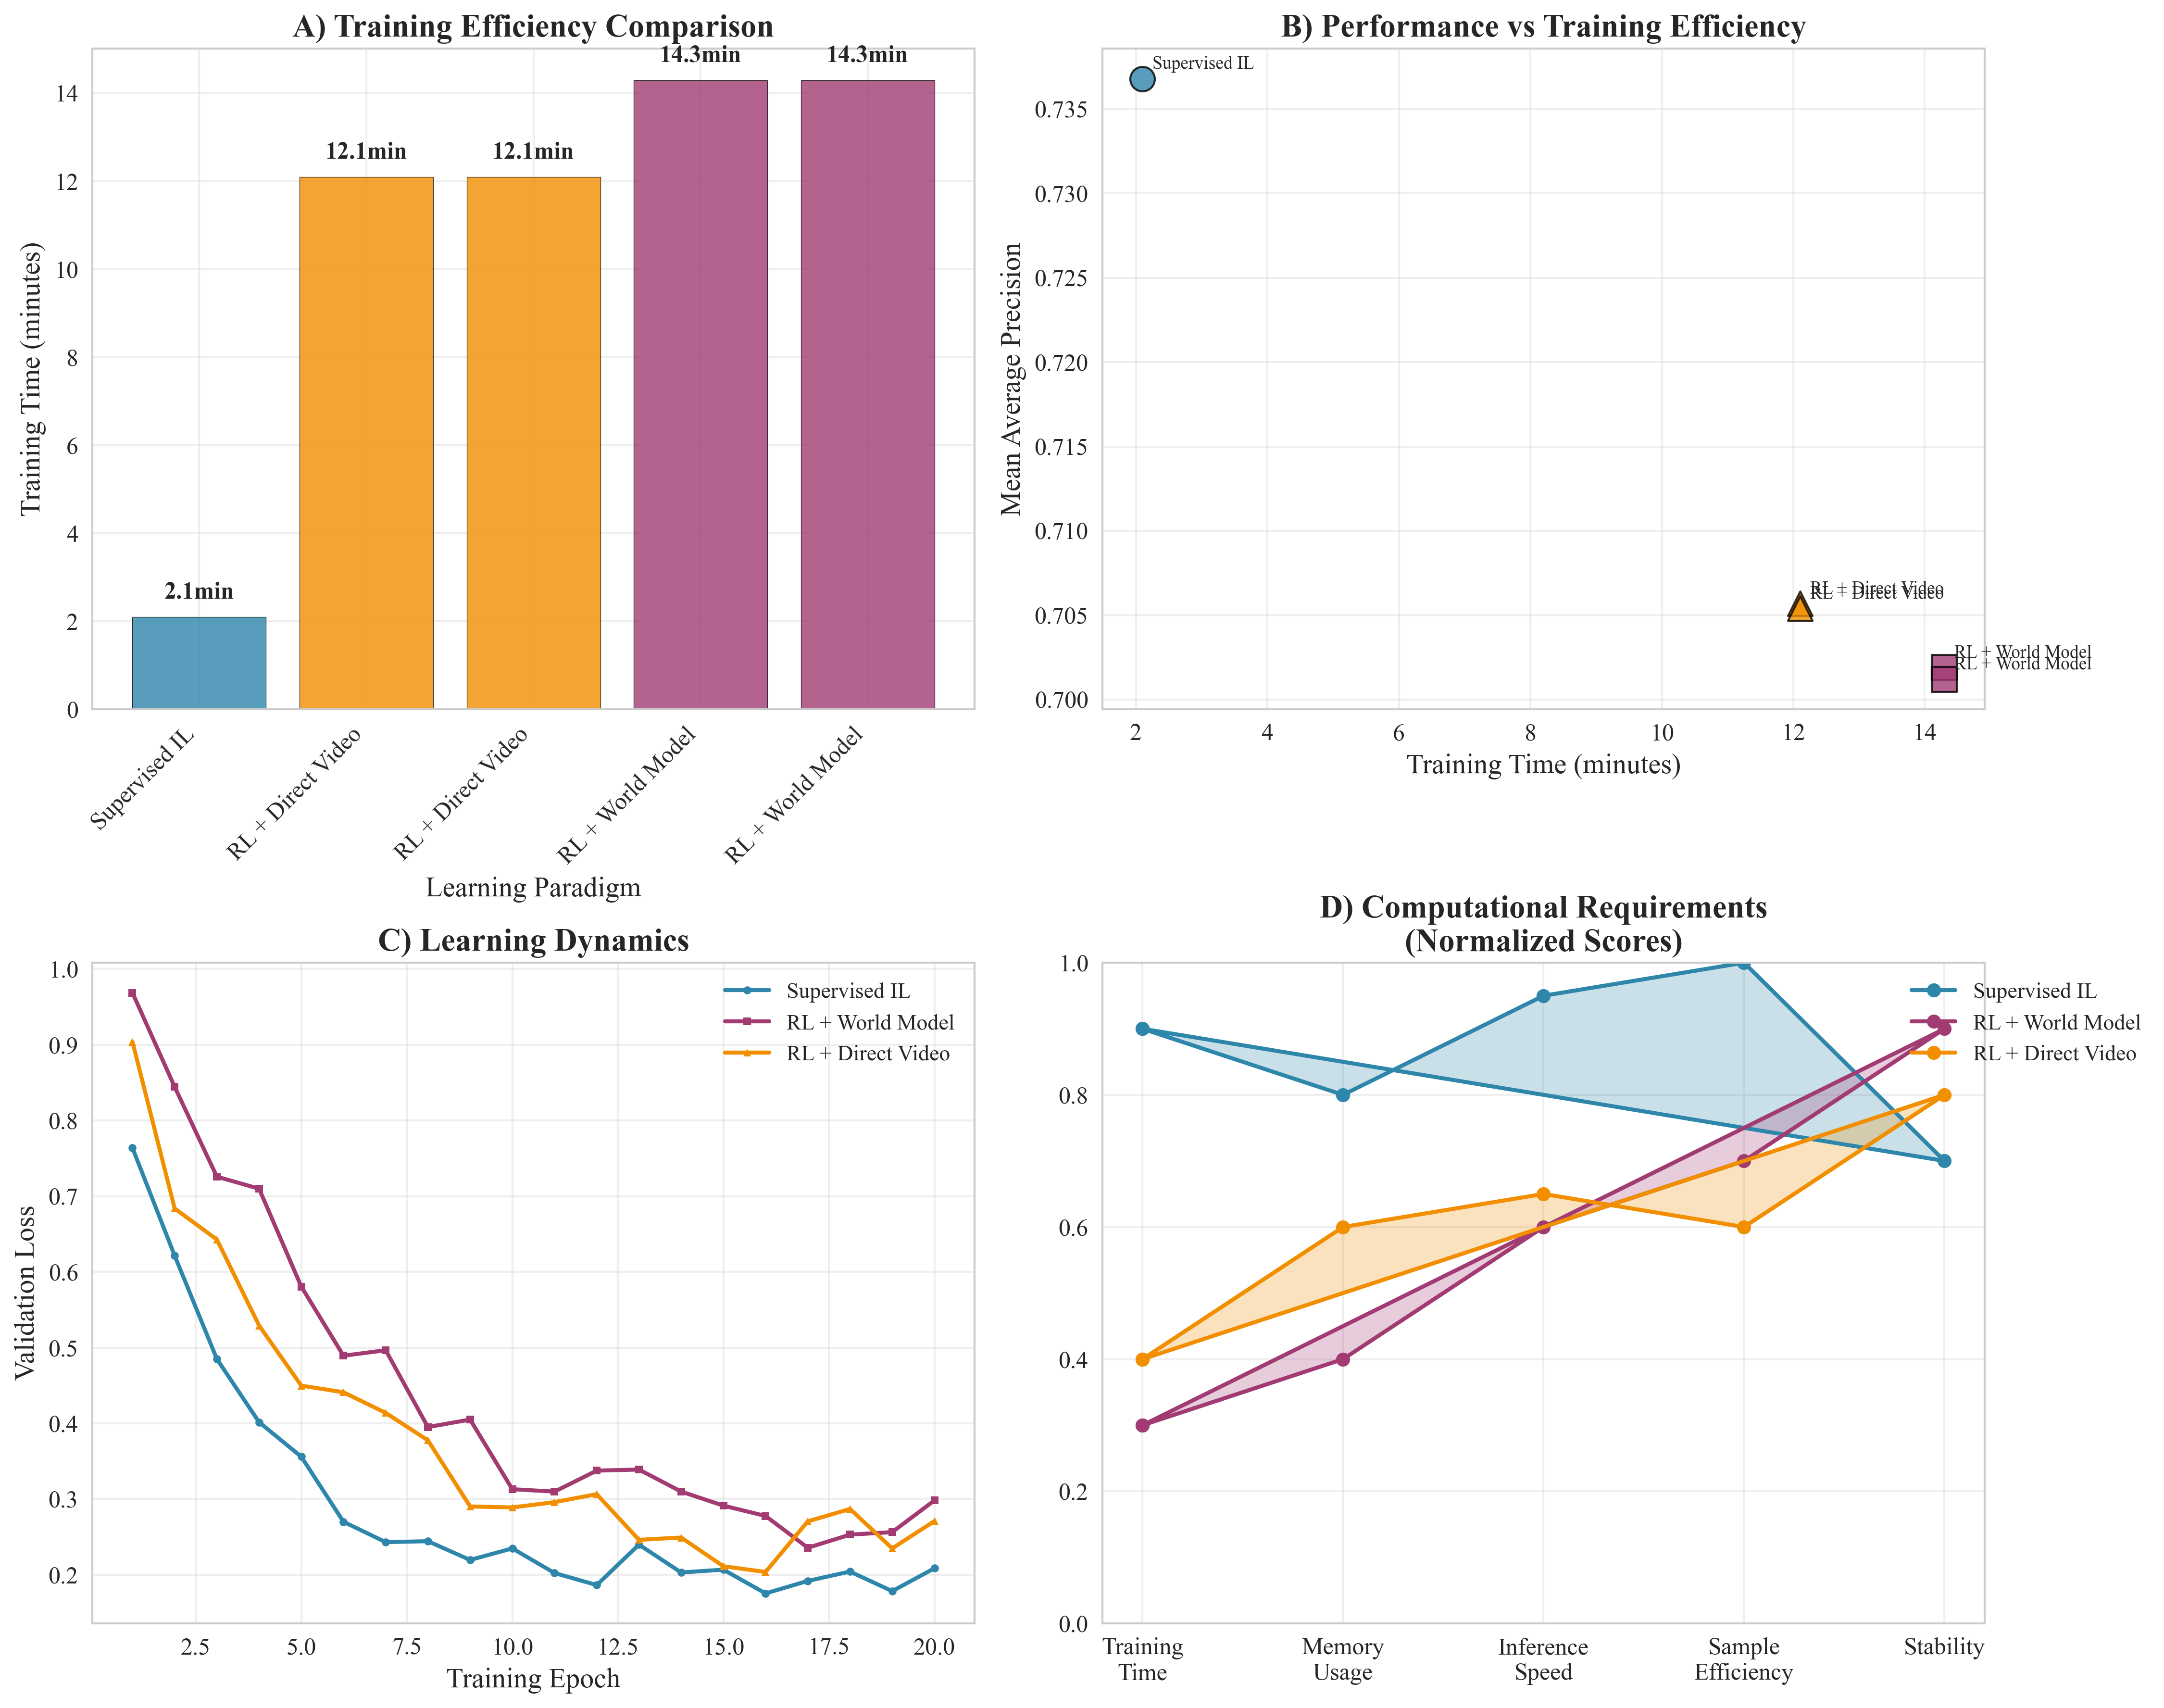 A) Training Efficiency Comparison
Training Time (minutes)
14
12
10
8
6
4
2
0
2.1min
12.1min
12.1min
14.3min
14.3min
Supervised IL
RL + Direct Video
RL + Direct Video
RL + World Model
RL + World Model
Learning Paradigm
B) Performance vs Training Efficiency
Mean Average Precision
0.735
0.730
0.725
0.720
0.715
0.710
0.705
0.700
Supervised IL
RL + Direct Video
RL + Direct Video
RL + World Model
RL + World Model
2
4
6
8
10
12
14
Training Time (minutes)
C) Learning Dynamics
Validation Loss
1.0
0.9
0.8
0.7
0.6
0.5
0.4
0.3
0.2
Supervised IL
RL + World Model
RL + Direct Video
2.5
5.0
7.5
10.0
12.5
15.0
17.5
20.0
Training Epoch
D) Computational Requirements
(Normalized Scores)
1.0
0.8
0.6
0.4
0.2
0.0
Supervised IL
RL + World Model
RL + Direct Video
Training
Time
Memory
Usage
Inference
Speed
Sample
Efficiency
Stability